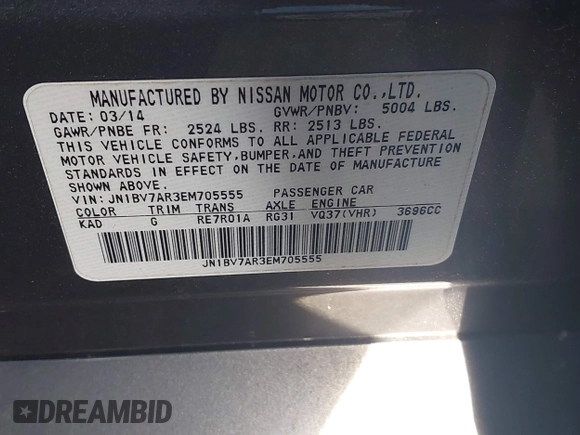 MANUFACTURED BY NISSAN MOTOR CO.,LTD.
DATE: 03/14 GVWR/PNBV: 5004 LBS.
GAWR/PNBE FR: 2524 LBS. RR: 2513 LBS.
THIS VEHICLE CONFORMS TO ALL APPLICABLE FEDERAL
MOTOR VEHICLE SAFETY,BUMPER,AND THEFT PREVENTION
STANDARDS IN EFFECT ON THE DATE OF MANUFACTURE
SHOWN ABOVE.
VIN: JN1BV7AR3EM705555 PASSENGER CAR
COLOR TRIM TRANS AXLE ENGINE
KAD G RE7R01A RG31 VQ37(VHR) 3696CC
JN1BV7AR3EM705555
DREAMBID